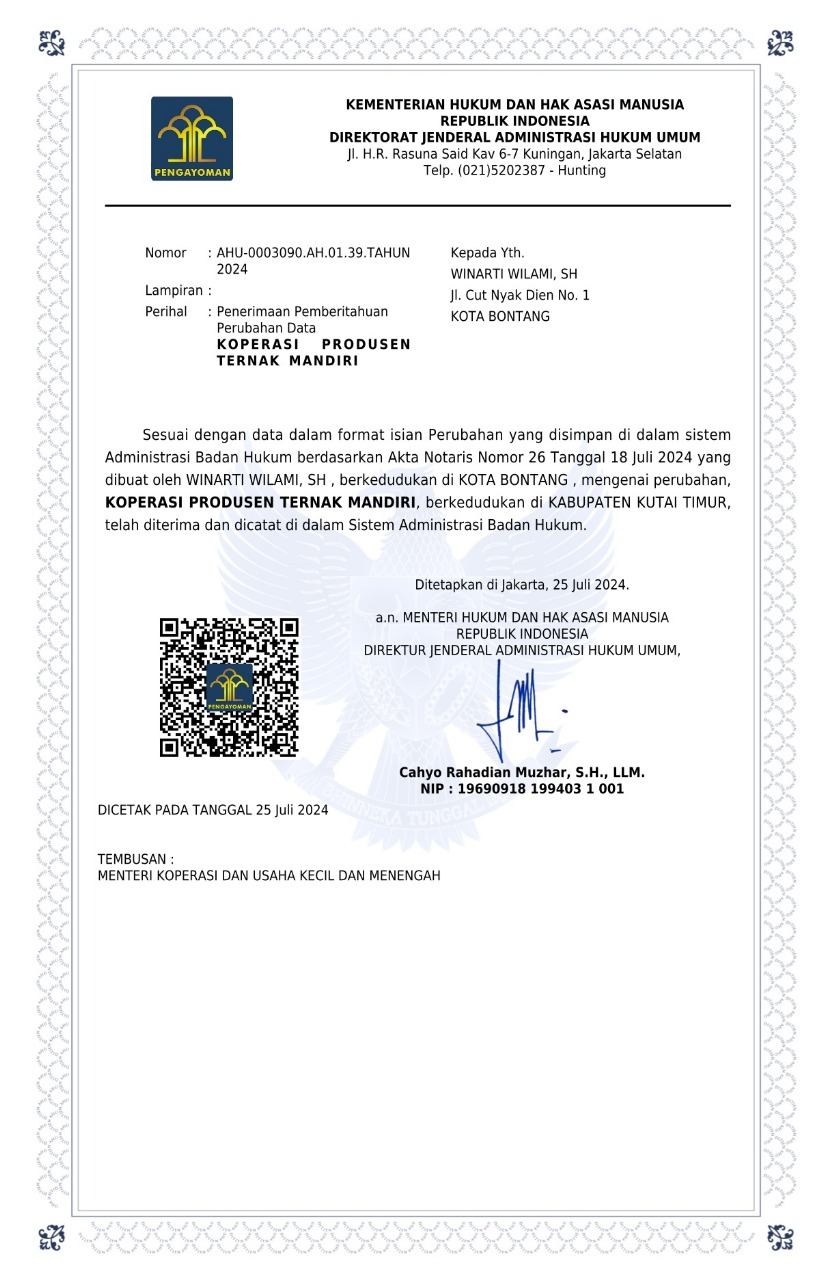 PENGAYOMAN
KEMENTERIAN HUKUM DAN HAK ASASI MANUSIA
REPUBLIK INDONESIA
DIREKTORAT JENDERAL ADMINISTRASI HUKUM UMUM
Jl. H.R. Rasuna Said Kav 6-7 Kuningan, Jakarta Selatan
Telp. (021)5202387 - Hunting
Nomor : AHU-0003090.AH.01.39.TAHUN
2024
Lampiran :
Perihal : Penerimaan Pemberitahuan
Perubahan Data
KOPERASI PRODUSEN
TERNAK MANDIRI
Kepada Yth.
WINARTI WILAMI, SH
Jl. Cut Nyak Dien No. 1
KOTA BONTANG
Sesuai dengan data dalam format isian Perubahan yang disimpan di dalam sistem
Administrasi Badan Hukum berdasarkan Akta Notaris Nomor 26 Tanggal 18 Juli 2024 yang
dibuat oleh WINARTI WILAMI, SH , berkedudukan di KOTA BONTANG , mengenai perubahan,
KOPERASI PRODUSEN TERNAK MANDIRI, berkedudukan di KABUPATEN KUTAI TIMUR,
telah diterima dan dicatat di dalam Sistem Administrasi Badan Hukum.
Ditetapkan di Jakarta, 25 Juli 2024.
a.n. MENTERI HUKUM DAN HAK ASASI MANUSIA
REPUBLIK INDONESIA
DIREKTUR JENDERAL ADMINISTRASI HUKUM UMUM,
PENGAYOMAN
Cahyo Rahadian Muzhar, S.H., LLM.
NIP : 19690918 199403 1 001
DICETAK PADA TANGGAL 25 Juli 2024
TEMBUSAN :
MENTERI KOPERASI DAN USAHA KECIL DAN MENENGAH